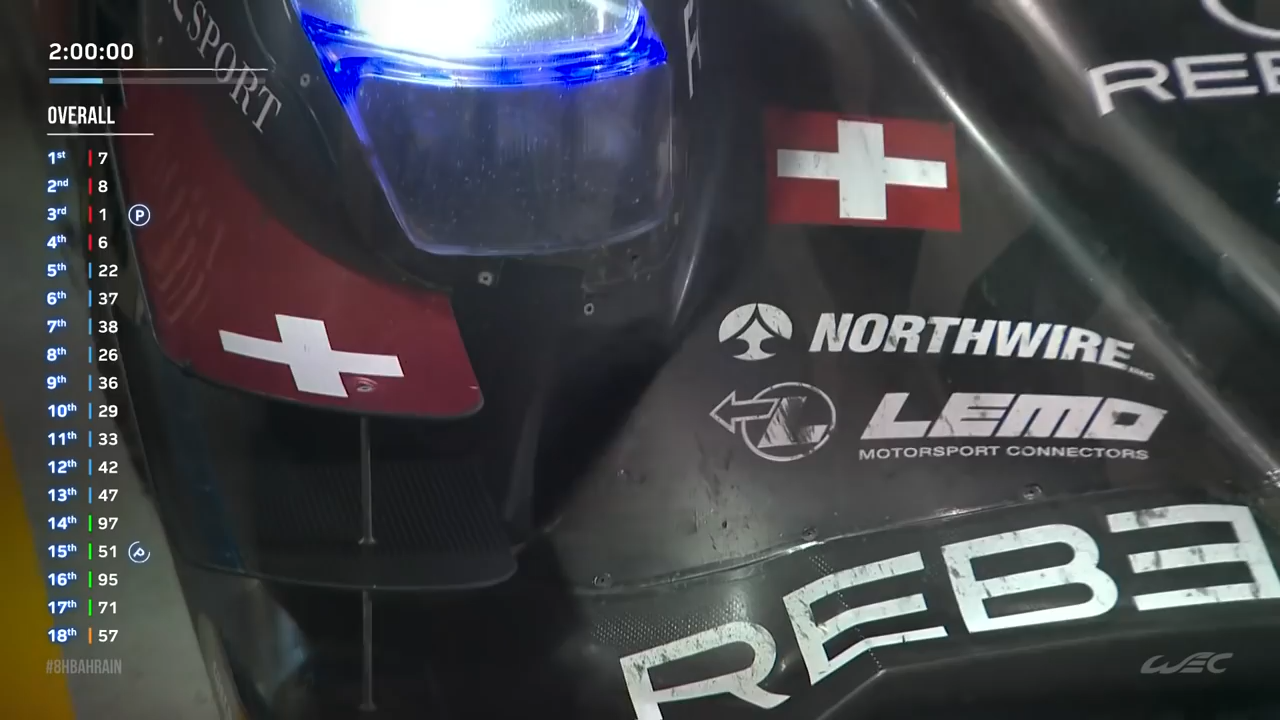 2:00:00
OVERALL
1st 7
2nd 8
3rd 1 P
4th 6
5th 22
6th 37
7th 38
8th 26
9th 36
10th 29
11th 33
12th 42
13th 47
14th 97
15th 51 P
16th 95
17th 71
18th 57
#8HBAHRAIN
SPORT
REB
NORTHWIRE
LEMO
MOTORSPORT CONNECTORS
REBE
WEC